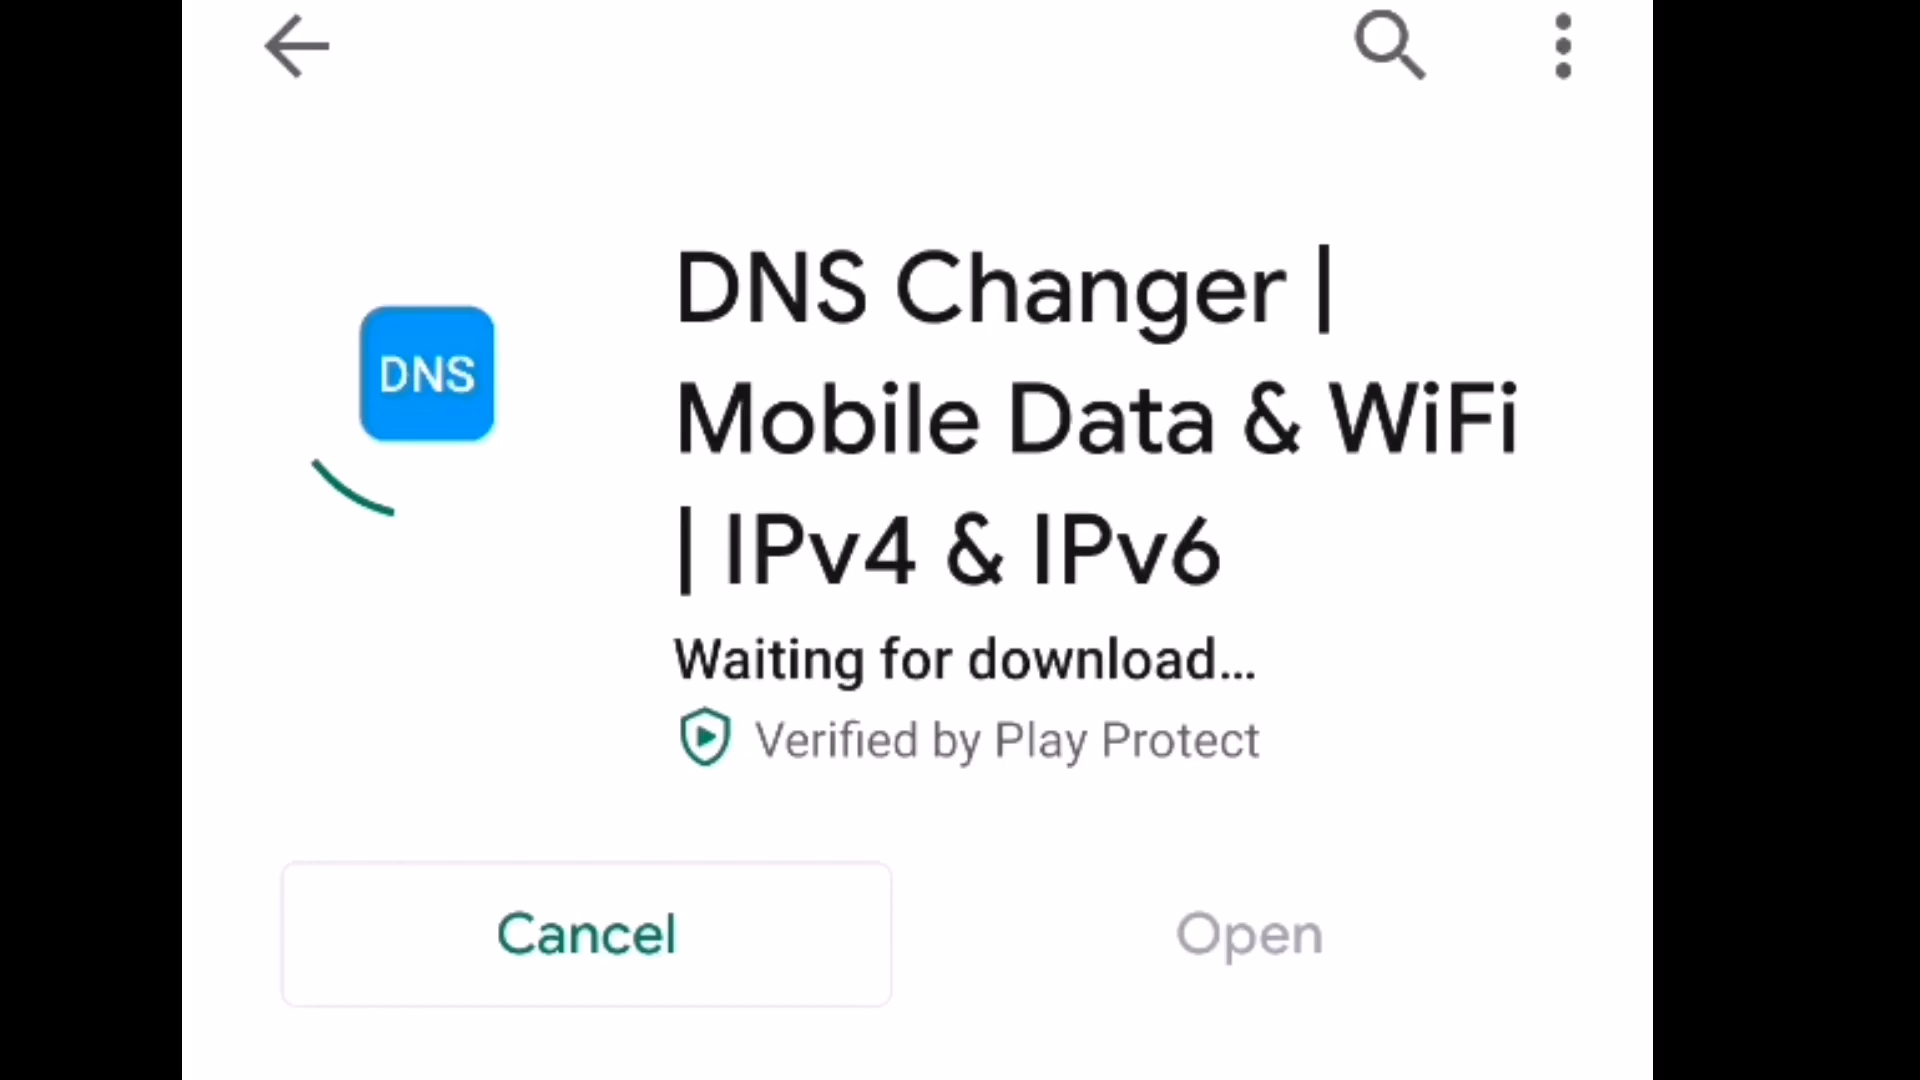 DNS Changer |
DNS
Mobile Data & WiFi
| IPv4 & IPv6
Waiting for download...
Verified by Play Protect
Cancel
Open